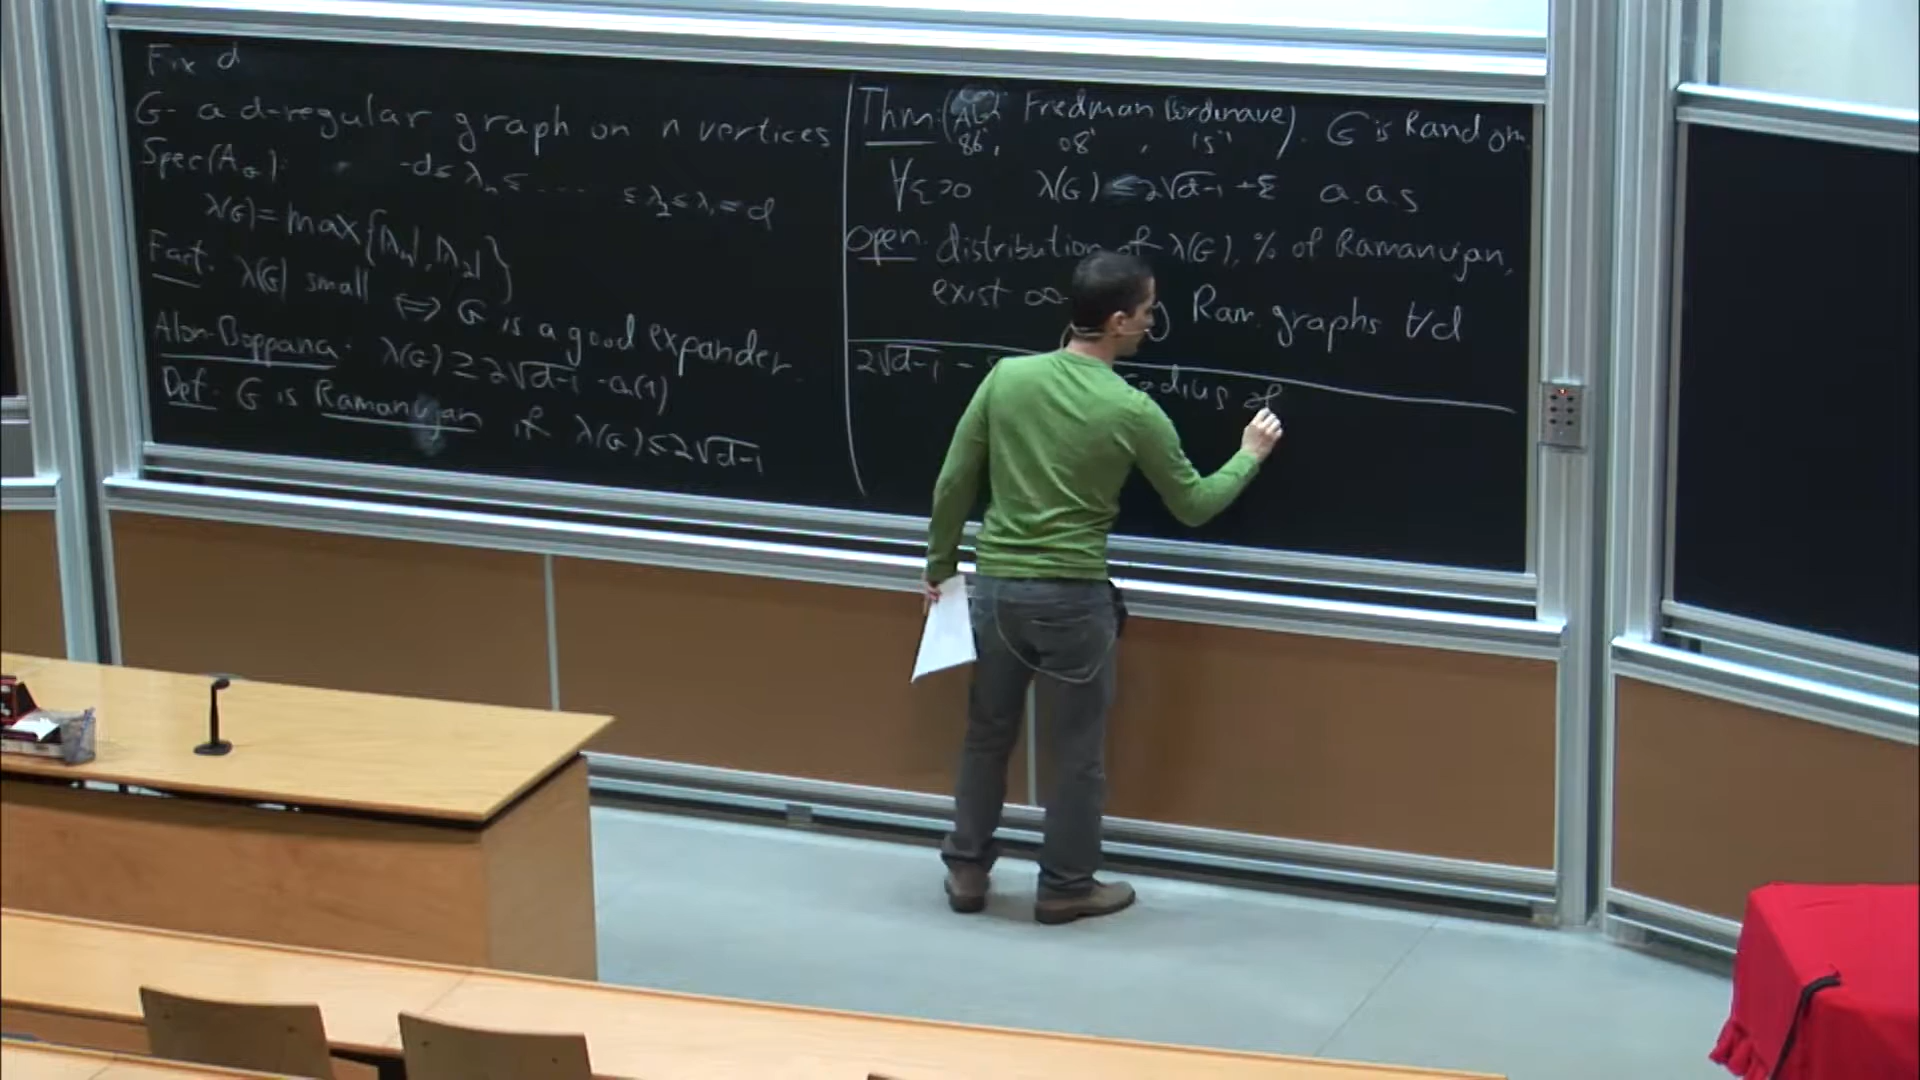 Fix d
G- a d-regular graph on n vertices
Spec(A_G): -d ≤ λ_n ≤ .... ≤ λ_2 ≤ λ_1 = d
λ(G) = max{|λ_n|, |λ_2|}
Fact. λ(G) small ⟺ G is a good expander.
Alon-Boppana. λ(G) ≥ 2√d-1 - o(1)
Def. G is Ramanujan if λ(G) ≤ 2√d-1
Thm: ( Friedman Bordenave). G is Random
86', 08', 15'
∀ε>0 λ(G) ≤ 2√d-1 + ε a.a.s
Open. distribution of λ(G), % of Ramanujan,
exist ∞ Ram. graphs ∀d
2√d-1 - radius of